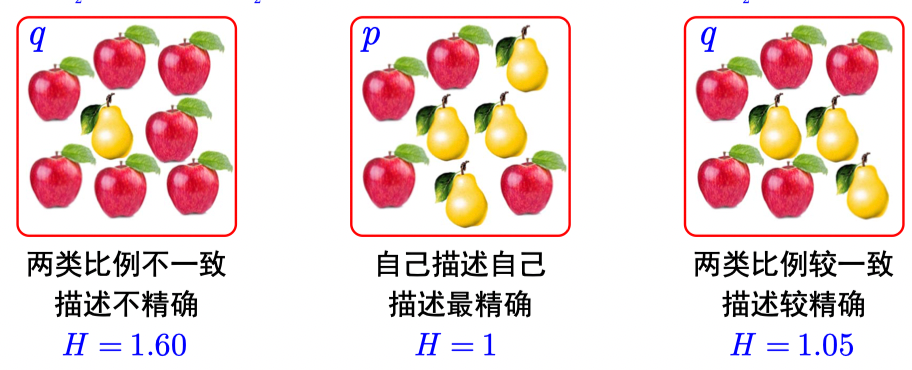 q
p
q
两类比例不一致
描述不精确
H = 1.60
自己描述自己
描述最精确
H = 1
两类比例较一致
描述较精确
H = 1.05